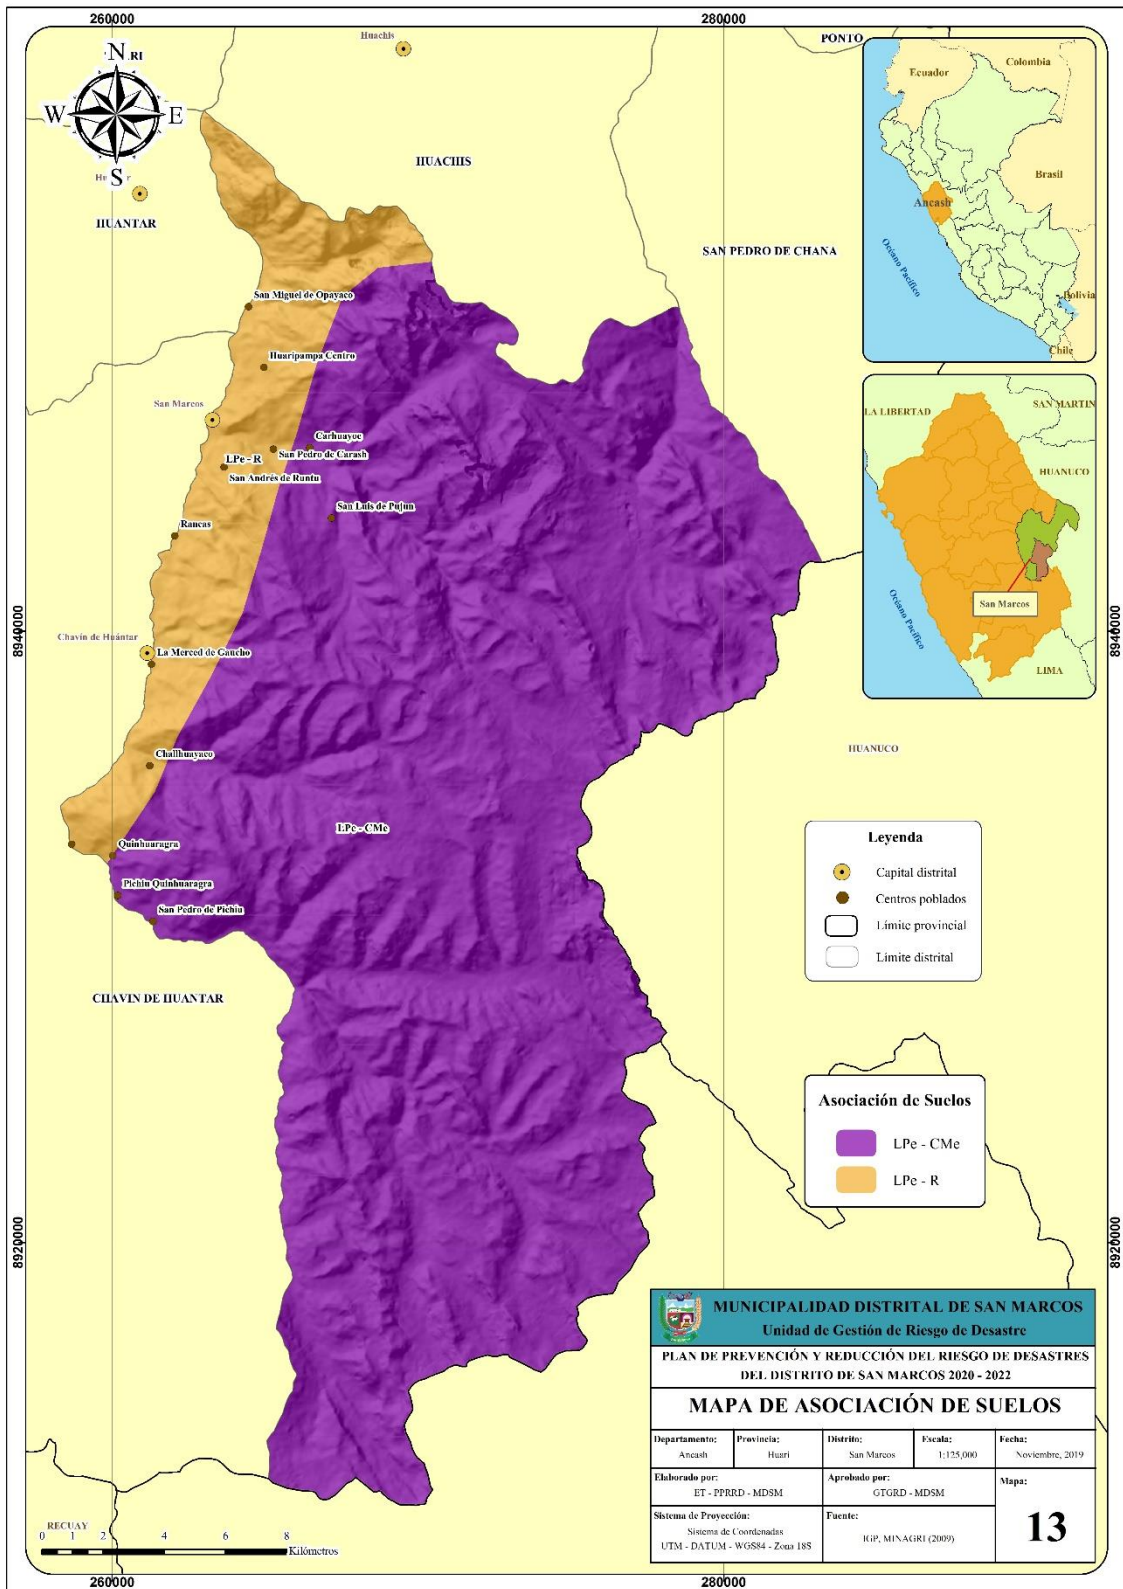 260000
280000
Huachis
PONTO
N
.RI
W
E
S
HUACHIS
HUANTAR
SAN PEDRO DE CHANA
San Miguel de Opayaco
Huaripampa Centro
San Marcos
Carhuayoc
San Pedro de Carash
LPe - R
San Andrés de Runtu
San Luis de Pujun
Rancas
8940000
8940000
Chavín de Huántar
La Merced de Gaucho
Challhuayaco
HUANUCO
LPe - CMe
Quinhuaragra
Pichiu Quinhuaragra
San Pedro de Pichiu
CHAVIN DE HUANTAR
8920000
8920000
RECUAY
0 1 2 4 6 8
Kilómetros
260000
280000
Ecuador
Colombia
Brasil
Ancash
Océano Pacífico
Bolivia
Chile
LA LIBERTAD
SAN MARTIN
HUANUCO
San Marcos
Océano Pacífico
LIMA
Leyenda
Capital distrital
Centros poblados
Límite provincial
Límite distrital
Asociación de Suelos
LPe - CMe
LPe - R
MUNICIPALIDAD DISTRITAL DE SAN MARCOS
Unidad de Gestión de Riesgo de Desastre
PLAN DE PREVENCIÓN Y REDUCCIÓN DEL RIESGO DE DESASTRES
DEL DISTRITO DE SAN MARCOS 2020 - 2022
MAPA DE ASOCIACIÓN DE SUELOS
Departamento: Provincia: Distrito: Escala: Fecha:
Ancash Huari San Marcos 1:125,000 Noviembre, 2019
Elaborado por: Aprobado por: Mapa:
ET - PPRRD - MDSM GTGRD - MDSM
Sistema de Proyección: Fuente:
Sistema de Coordenadas
UTM - DATUM - WGS84 - Zona 18S
IGP, MINAGRI (2009)
13